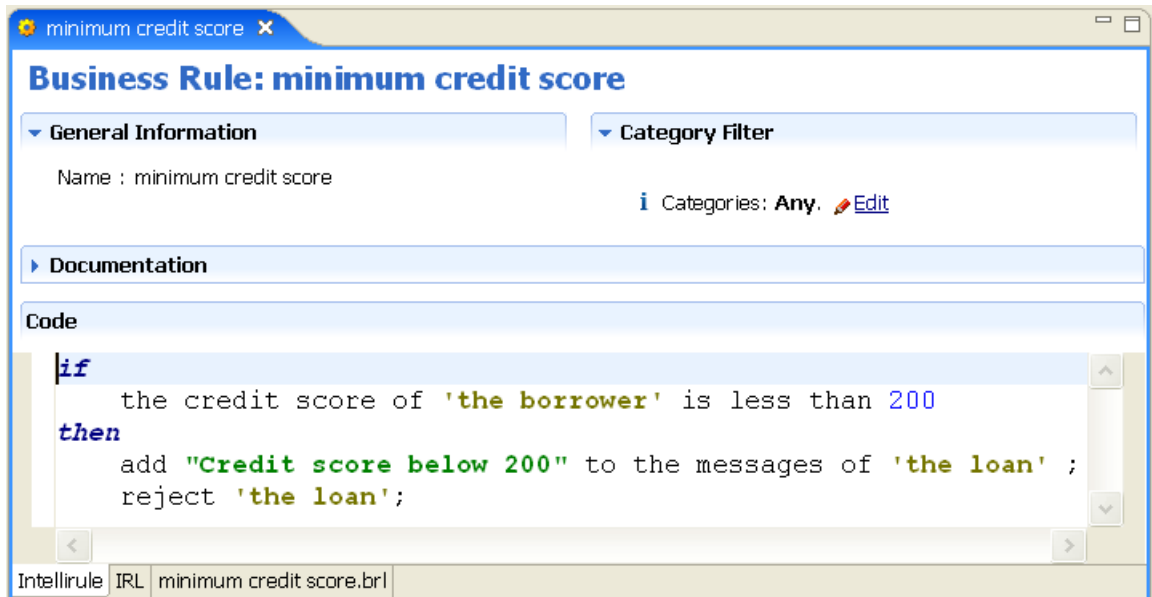 minimum credit score
Business Rule: minimum credit score
General Information
Category Filter
Name : minimum credit score
i Categories: Any. Edit
Documentation
Code
if
the credit score of 'the borrower' is less than 200
then
add "Credit score below 200" to the messages of 'the loan' ;
reject 'the loan';
Intellirule IRL minimum credit score.brl